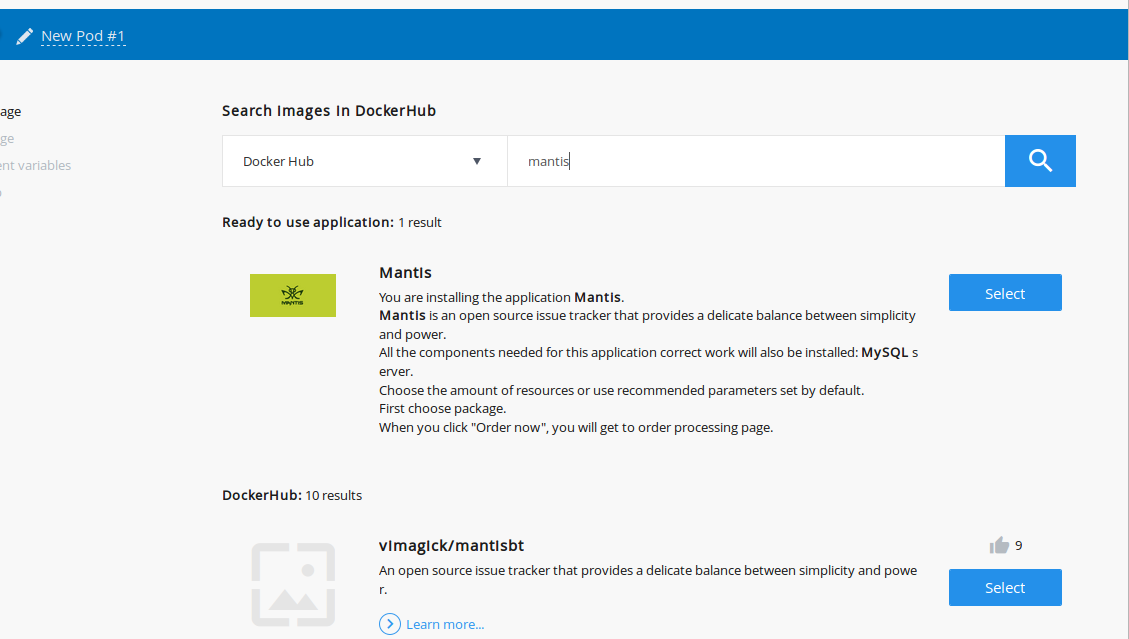 New Pod #1
age
ge
ent variables
Search Images In DockerHub
Docker Hub
mantis
Ready to use application: 1 result
MANTIS
Mantis
You are installing the application Mantis.
Mantis is an open source issue tracker that provides a delicate balance between simplicity
and power.
All the components needed for this application correct work will also be installed: MySQL s
erver.
Choose the amount of resources or use recommended parameters set by default.
First choose package.
When you click "Order now", you will get to order processing page.
Select
DockerHub: 10 results
vimagick/mantisbt
9
An open source issue tracker that provides a delicate balance between simplicity and powe
r.
Select
Learn more...